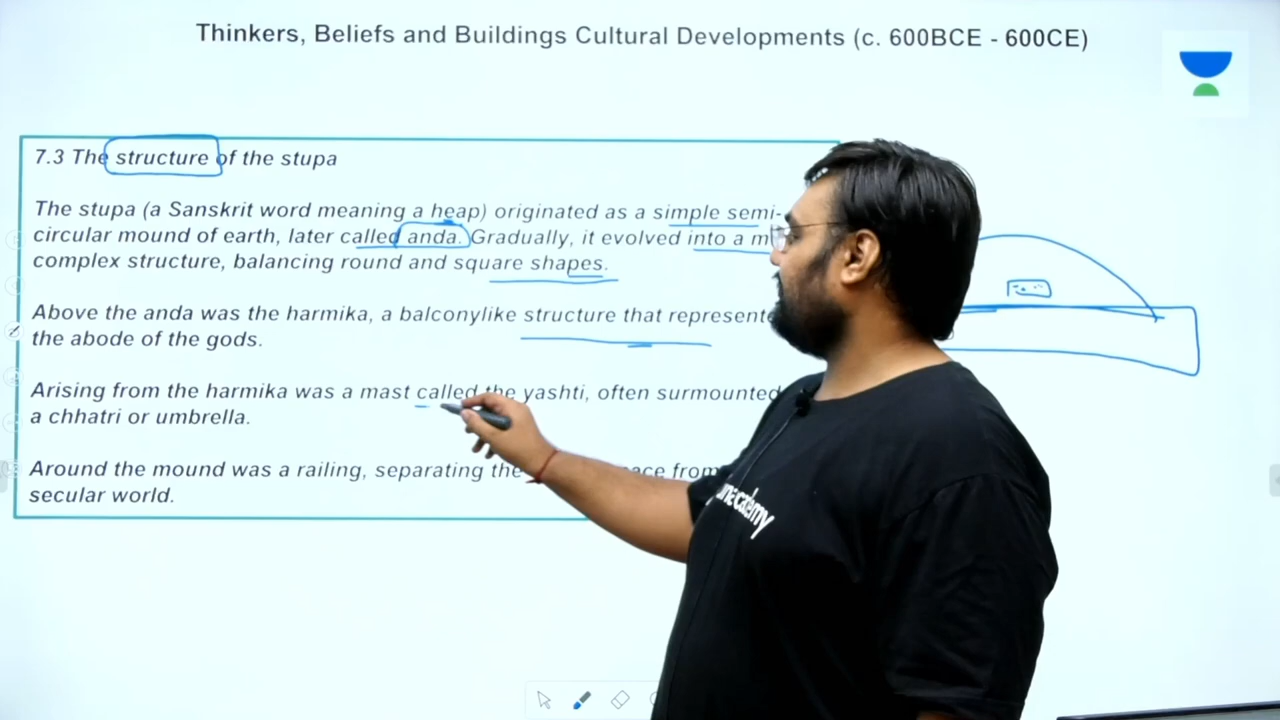 Thinkers, Beliefs and Buildings Cultural Developments (c. 600BCE - 600CE)
7.3 The structure of the stupa
The stupa (a Sanskrit word meaning a heap) originated as a simple semi-
circular mound of earth, later called anda. Gradually, it evolved into a m
complex structure, balancing round and square shapes.
Above the anda was the harmika, a balconylike structure that represente
the abode of the gods.
Arising from the harmika was a mast called the yashti, often surmounted
a chhatri or umbrella.
Around the mound was a railing, separating the from
secular world.
unacademy